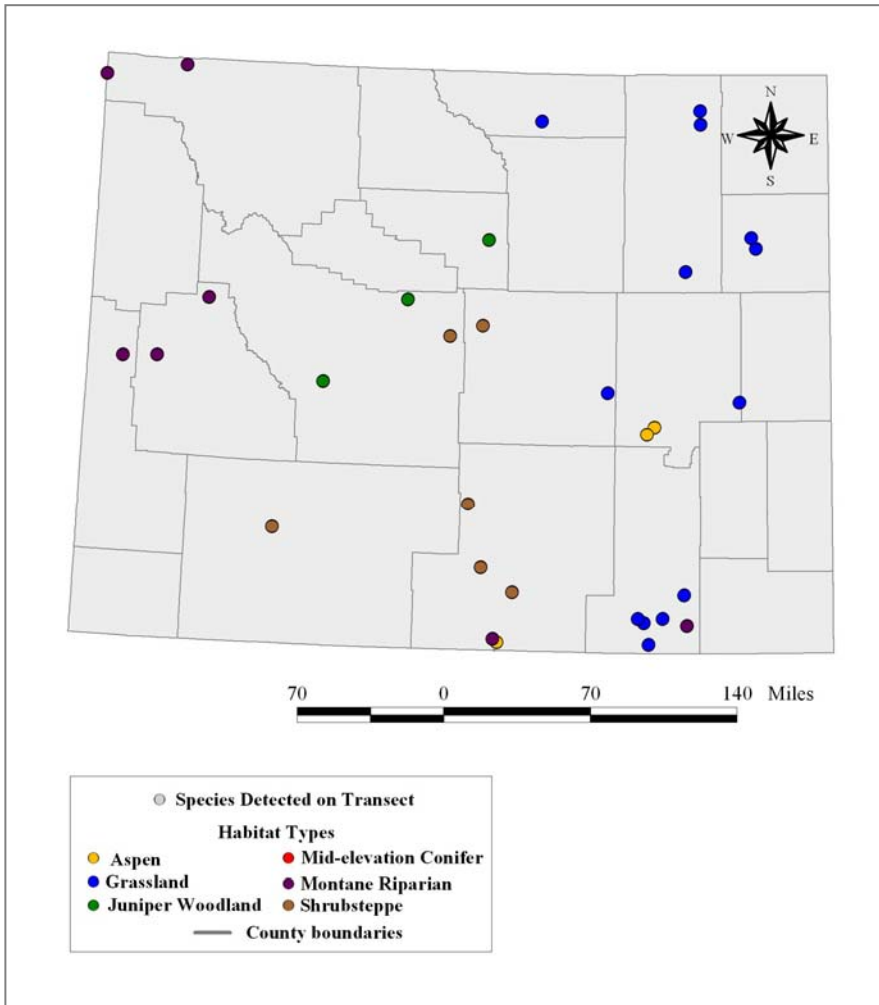 N
W E
S
70 0 70 140 Miles
Species Detected on Transect
Habitat Types
Aspen Mid-elevation Conifer
Grassland Montane Riparian
Juniper Woodland Shrubsteppe
County boundaries